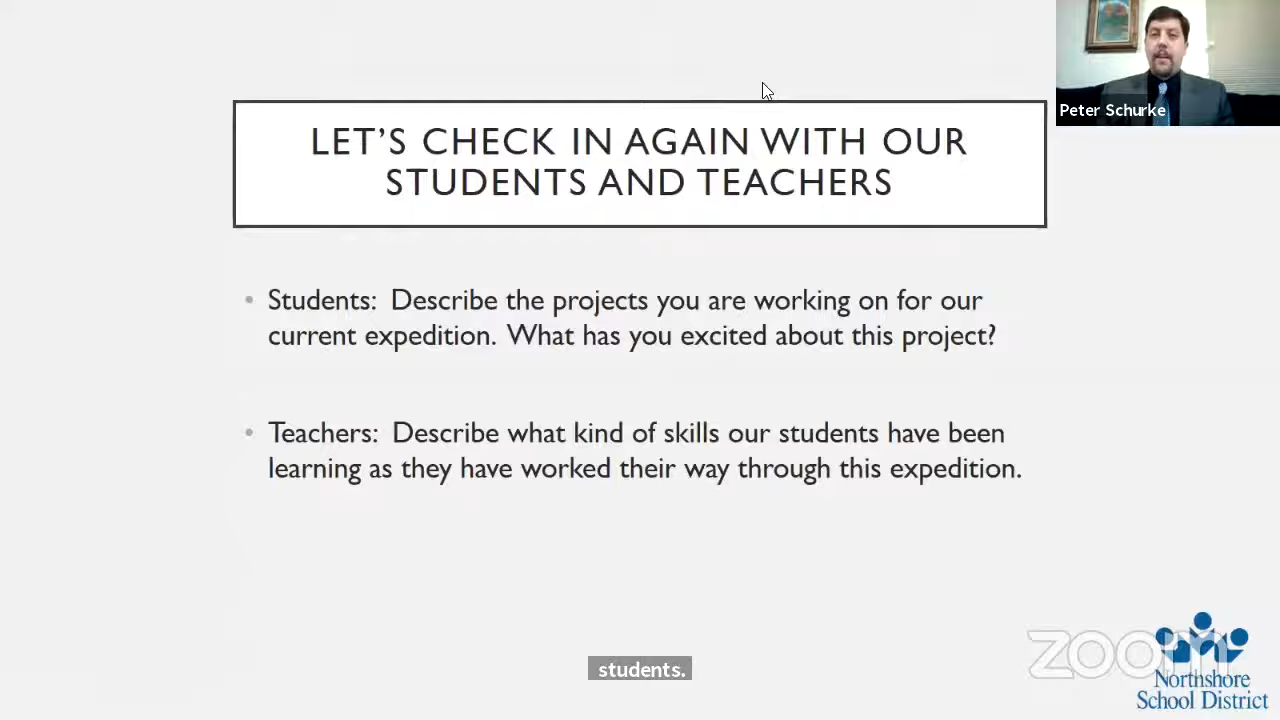 Peter Schurke
LET'S CHECK IN AGAIN WITH OUR
STUDENTS AND TEACHERS
• Students: Describe the projects you are working on for our
current expedition. What has you excited about this project?
• Teachers: Describe what kind of skills our students have been
learning as they have worked their way through this expedition.
students.
zoom
Northshore
School District